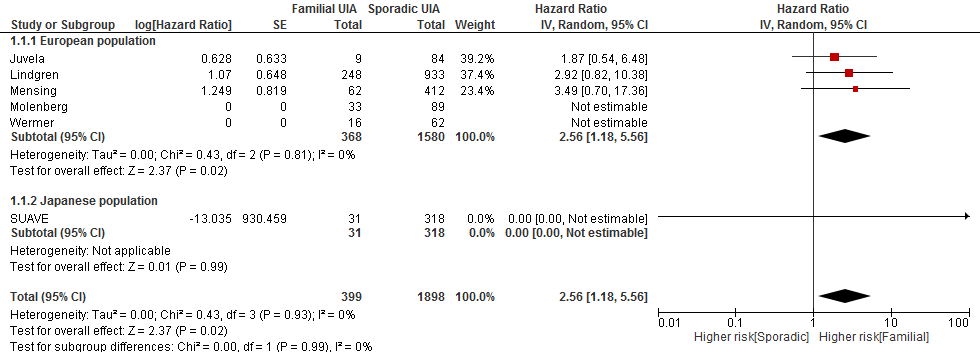 Familial UIA Sporadic UIA Hazard Ratio Hazard Ratio
Study or Subgroup log[Hazard Ratio] SE Total Total Weight IV, Random, 95% CI IV, Random, 95% CI
1.1.1 European population
Juvela 0.628 0.633 9 84 39.2% 1.87 [0.54, 6.48]
Lindgren 1.07 0.648 248 933 37.4% 2.92 [0.82, 10.38]
Mensing 1.249 0.819 62 412 23.4% 3.49 [0.70, 17.36]
Molenberg 0 0 33 89 Not estimable
Wermer 0 0 16 62 Not estimable
Subtotal (95% CI) 368 1580 100.0% 2.56 [1.18, 5.56]
Heterogeneity: Tau² = 0.00; Chi² = 0.43, df = 2 (P = 0.81); I² = 0%
Test for overall effect: Z = 2.37 (P = 0.02)
1.1.2 Japanese population
SUAVE -13.035 930.459 31 318 0.0% 0.00 [0.00, Not estimable]
Subtotal (95% CI) 31 318 0.0% 0.00 [0.00, Not estimable]
Heterogeneity: Not applicable
Test for overall effect: Z = 0.01 (P = 0.99)
Total (95% CI) 399 1898 100.0% 2.56 [1.18, 5.56]
Heterogeneity: Tau² = 0.00; Chi² = 0.43, df = 3 (P = 0.93); I² = 0%
Test for overall effect: Z = 2.37 (P = 0.02)
Test for subgroup differences: Chi² = 0.00, df = 1 (P = 0.99), I² = 0%
0.01 0.1 1 10 100
Higher risk[Sporadic] Higher risk[Familial]